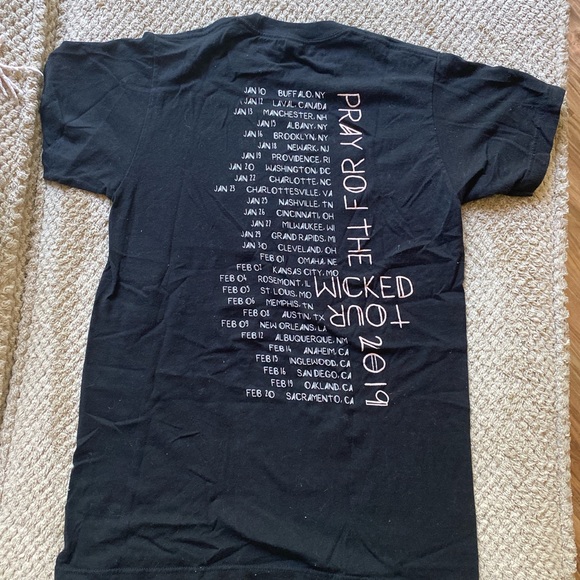 JAN 10 BUFFALO, NY
JAN 12 LAVAL, CANADA
JAN 13 MANCHESTER, NH
JAN 15 ALBANY, NY
JAN 16 BROOKLYN, NY
JAN 18 NEWARK, NJ
JAN 19 PROVIDENCE, RI
JAN 20 WASHINGTON, DC
JAN 22 CHARLOTTE, NC
JAN 23 CHARLOTTESVILLE, VA
JAN 25 NASHVILLE, TN
JAN 26 CINCINNATI, OH
JAN 27 MILWAUKEE, WI
JAN 29 GRAND RAPIDS, MI
JAN 30 CLEVELAND, OH
FEB 01 OMAHA, NE
FEB 02 KANSAS CITY, MO
FEB 04 ROSEMONT, IL
FEB 05 ST LOUIS, MO
FEB 06 MEMPHIS, TN
FEB 08 AUSTIN, TX
FEB 09 NEW ORLEANS, LA
FEB 12 ALBUQUERQUE, NM
FEB 14 ANAHEIM, CA
FEB 15 INGLEWOOD, CA
FEB 16 SAN DIEGO, CA
FEB 19 OAKLAND, CA
FEB 20 SACRAMENTO, CA
PRAY FOR THE
WICKED
TOUR 2019